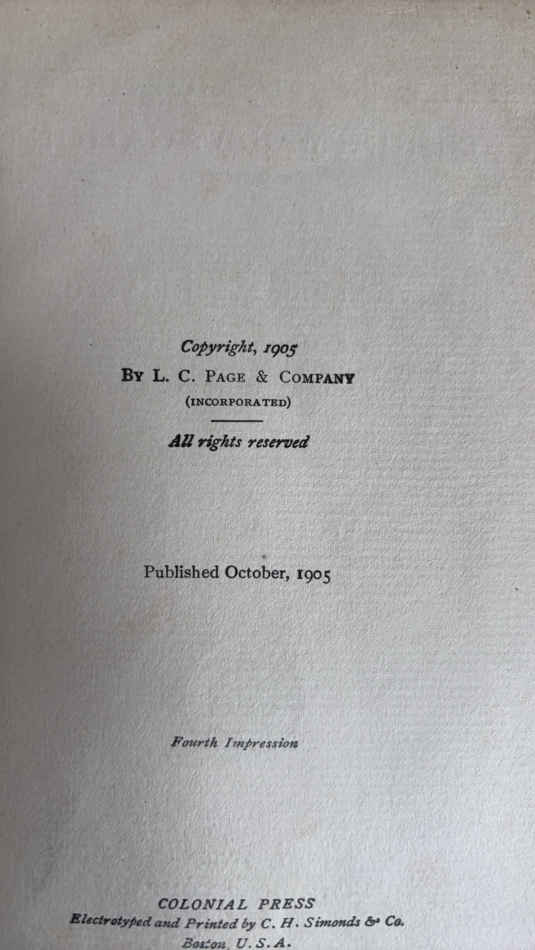 Copyright, 1905
BY L. C. PAGE & COMPANY
(INCORPORATED)
All rights reserved
Published October, 1905
Fourth Impression
COLONIAL PRESS
Electrotyped and Printed by C. H. Simonds & Co.
Boston, U. S. A.